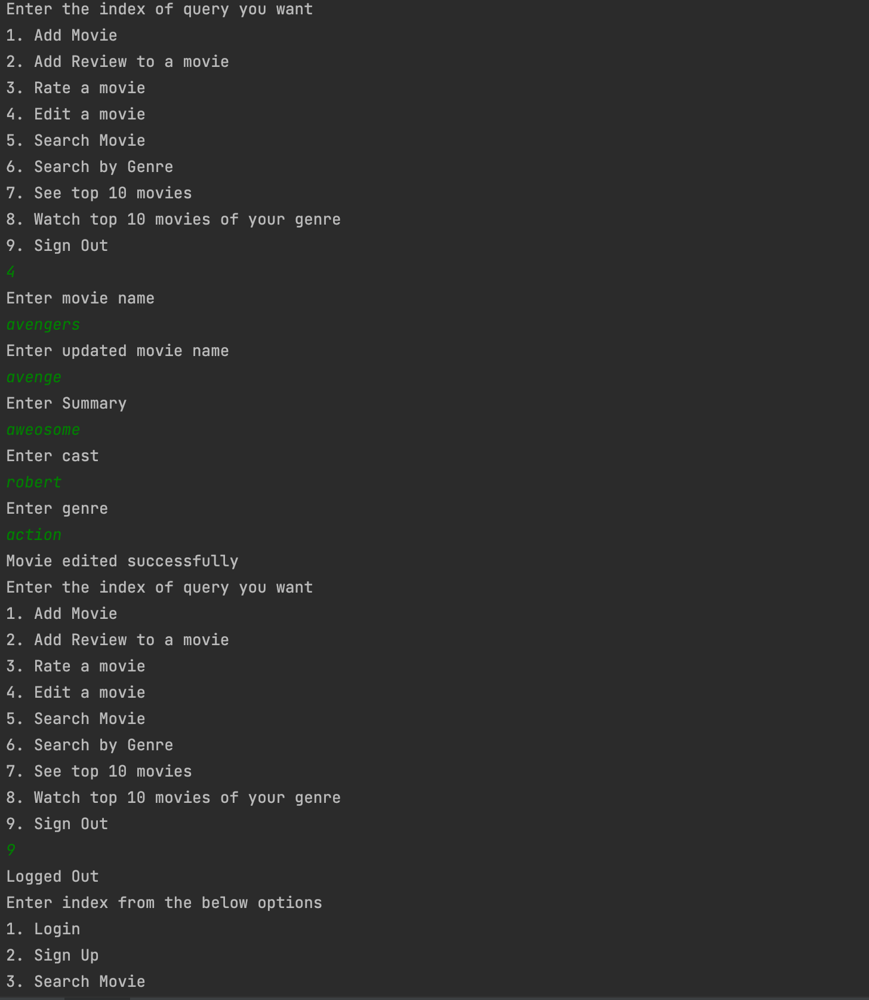 Enter the index of query you want
1. Add Movie
2. Add Review to a movie
3. Rate a movie
4. Edit a movie
5. Search Movie
6. Search by Genre
7. See top 10 movies
8. Watch top 10 movies of your genre
9. Sign Out
4
Enter movie name
avengers
Enter updated movie name
avenge
Enter Summary
aweosome
Enter cast
robert
Enter genre
action
Movie edited successfully
Enter the index of query you want
1. Add Movie
2. Add Review to a movie
3. Rate a movie
4. Edit a movie
5. Search Movie
6. Search by Genre
7. See top 10 movies
8. Watch top 10 movies of your genre
9. Sign Out
9
Logged Out
Enter index from the below options
1. Login
2. Sign Up
3. Search Movie